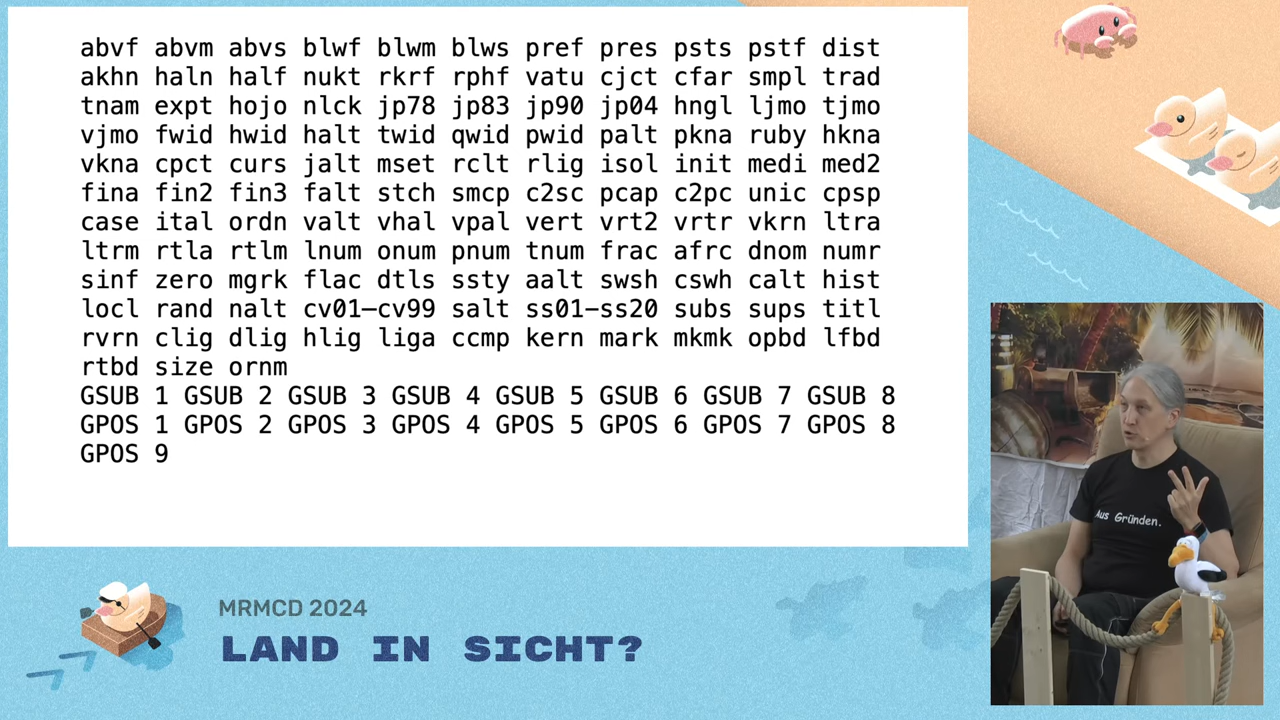 abvf abvm abvs blwf blwm blws pref pres psts pstf dist
akhn haln half nukt rkrf rphf vatu cjct cfar smpl trad
tnam expt hojo nlck jp78 jp83 jp90 jp04 hngl ljmo tjmo
vjmo fwid hwid halt twid qwid pwid palt pkna ruby hkna
vkna cpct curs jalt mset rclt rlig isol init medi med2
fina fin2 fin3 falt stch smcp c2sc pcap c2pc unic cpsp
case ital ordn valt vhal vpal vert vrt2 vrtr vkrn ltra
ltrm rtla rtlm lnum onum pnum tnum frac afrc dnom numr
sinf zero mgrk flac dtls ssty aalt swsh cswh calt hist
locl rand nalt cv01–cv99 salt ss01–ss20 subs sups titl
rvrn clig dlig hlig liga ccmp kern mark mkmk opbd lfbd
rtbd size ornm
GSUB 1 GSUB 2 GSUB 3 GSUB 4 GSUB 5 GSUB 6 GSUB 7 GSUB 8
GPOS 1 GPOS 2 GPOS 3 GPOS 4 GPOS 5 GPOS 6 GPOS 7 GPOS 8
GPOS 9
Aus Gründen.
MRMCD 2024
LAND IN SICHT?